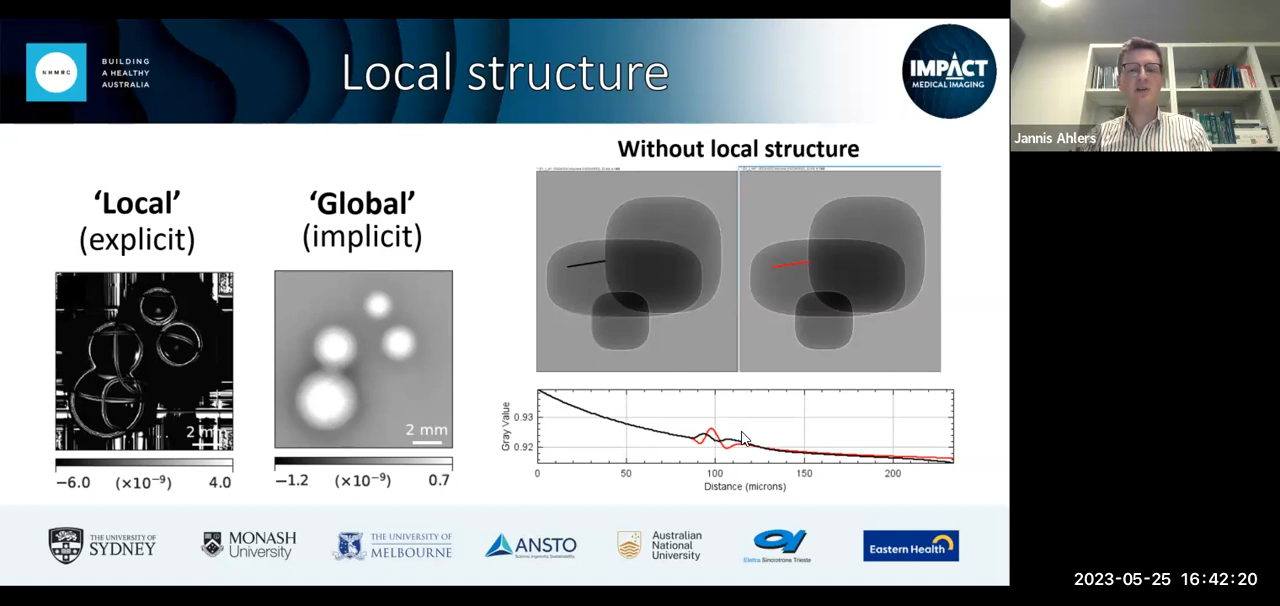 NHMRC
BUILDING
A HEALTHY
AUSTRALIA
Local structure
IMPACT
MEDICAL IMAGING
Jannis Ahlers
'Local'
(explicit)
'Global'
(implicit)
Without local structure
2 mm
2 mm
−6.0 (×10⁻⁹) 4.0
−1.2 (×10⁻⁹) 0.7
Gray Value
0.93
0.92
0 50 100 150 200
Distance (microns)
THE UNIVERSITY OF
SYDNEY
MONASH
University
THE UNIVERSITY OF
MELBOURNE
ANSTO
Australian
National
University
Elettra Sincrotrone Trieste
Eastern Health
2023-05-25 16:42:20